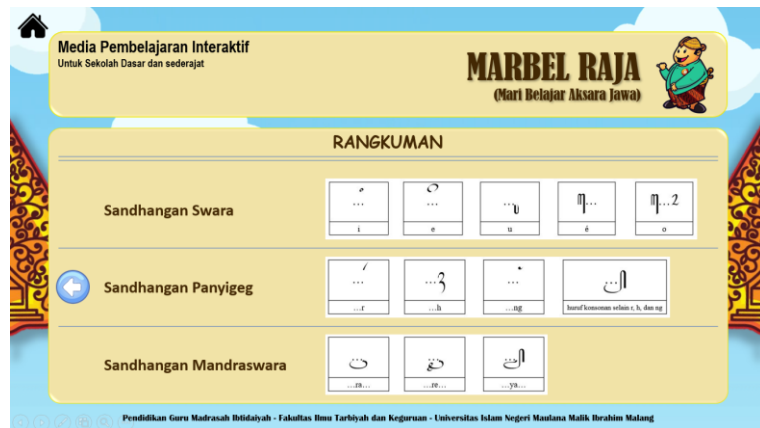 Media Pembelajaran Interaktif
Untuk Sekolah Dasar dan sederajat
MARBEL RAJA
(Mari Belajar Aksara Jawa)
RANGKUMAN
Sandhangan Swara
ꦶ ... ꦼ ... ...ꦸ ꦺ... ꦺ...ꦴ
i e u é o
Sandhangan Panyigeg
ꦂ ... ...ꦃ ꦁ ... ...꧀
...r ...h ...ng huruf konsonan selain r, h, dan ng
Sandhangan Mandraswara
...ꦿ ...ꦽ ...ꦾ
...ra... ...re... ...ya...
Pendidikan Guru Madrasah Ibtidaiyah - Fakultas Ilmu Tarbiyah dan Keguruan - Universitas Islam Negeri Maulana Malik Ibrahim Malang